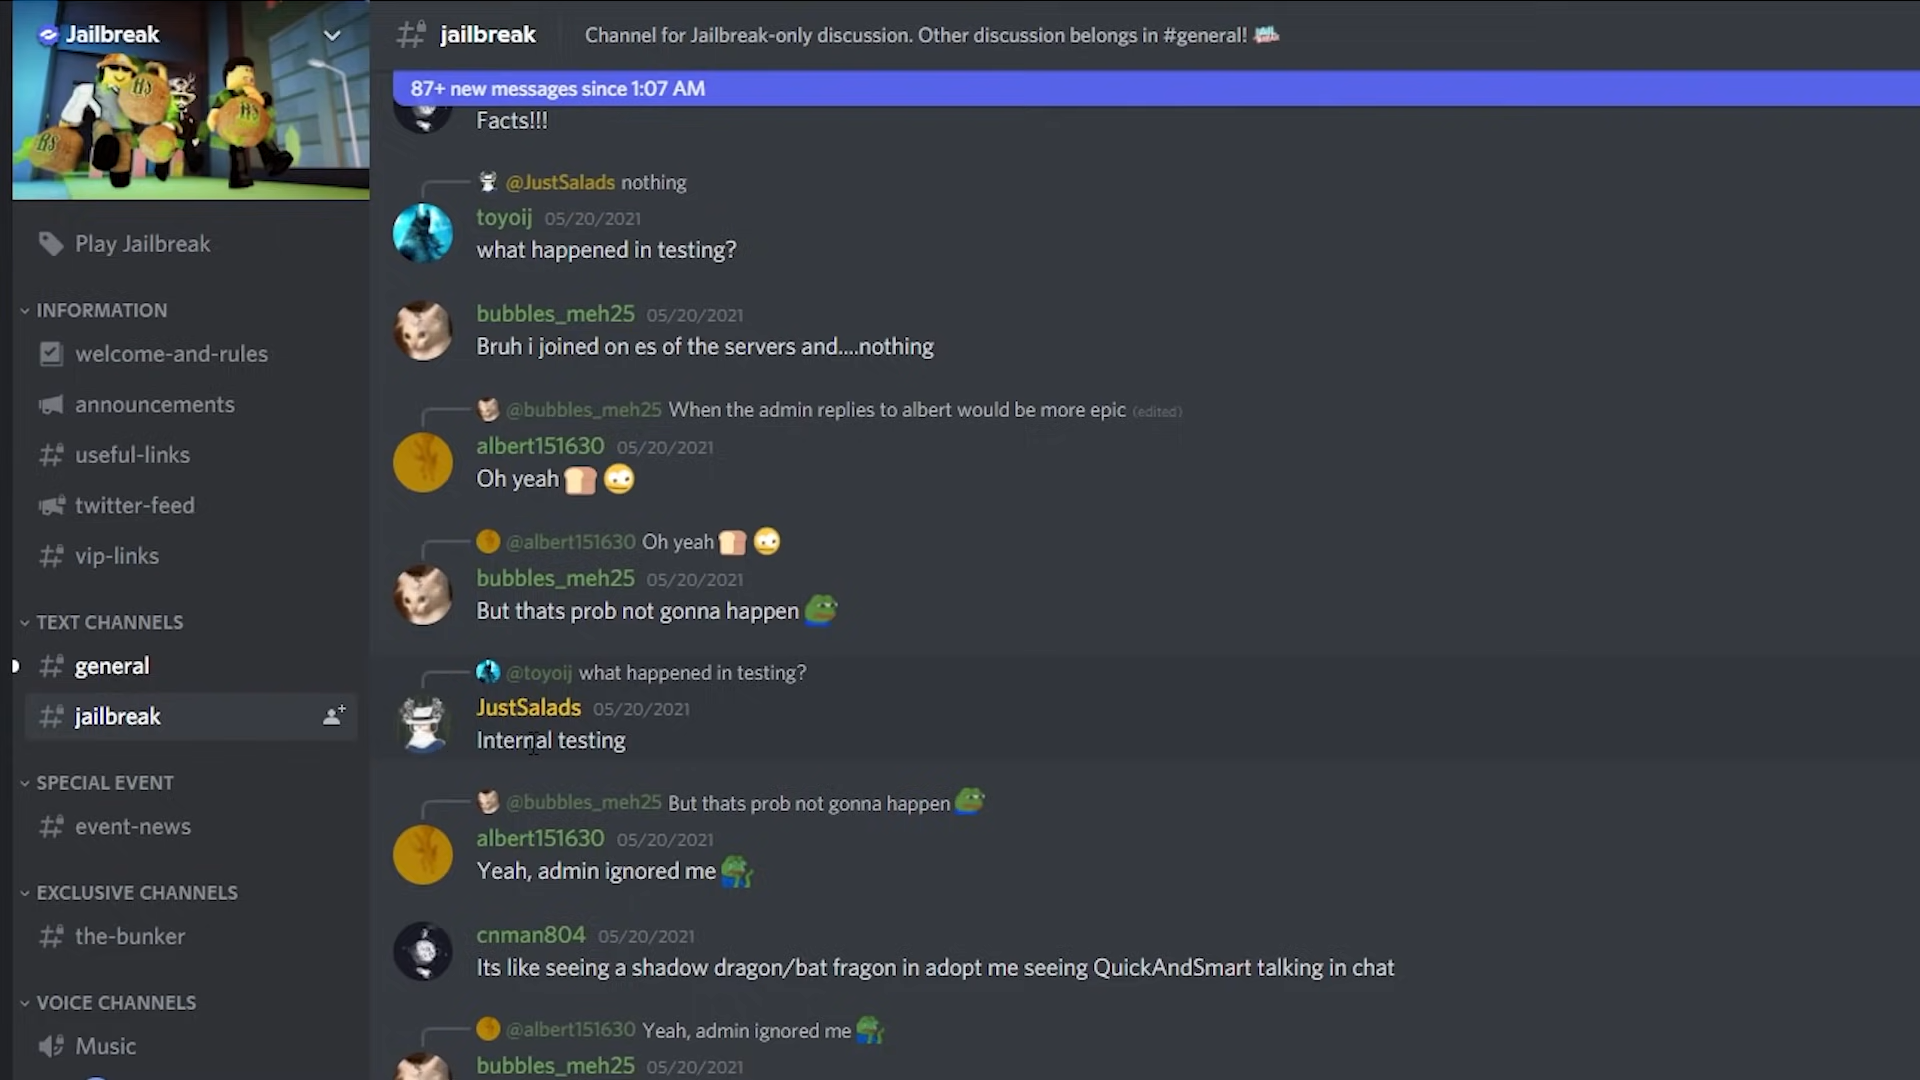 Jailbreak
Play Jailbreak
INFORMATION
welcome-and-rules
announcements
useful-links
twitter-feed
vip-links
TEXT CHANNELS
general
jailbreak
SPECIAL EVENT
event-news
EXCLUSIVE CHANNELS
the-bunker
VOICE CHANNELS
Music
jailbreak
Channel for Jailbreak-only discussion. Other discussion belongs in #general!
87+ new messages since 1:07 AM
Facts!!!
@JustSalads nothing
toyoij 05/20/2021
what happened in testing?
bubbles_meh25 05/20/2021
Bruh i joined on es of the servers and....nothing
@bubbles_meh25 When the admin replies to albert would be more epic (edited)
albert151630 05/20/2021
Oh yeah 🍞
@albert151630 Oh yeah 🍞
bubbles_meh25 05/20/2021
But thats prob not gonna happen
@toyoij what happened in testing?
JustSalads 05/20/2021
Internal testing
@bubbles_meh25 But thats prob not gonna happen
albert151630 05/20/2021
Yeah, admin ignored me
cnman804 05/20/2021
Its like seeing a shadow dragon/bat fragon in adopt me seeing QuickAndSmart talking in chat
@albert151630 Yeah, admin ignored me
bubbles_meh25 05/20/2021